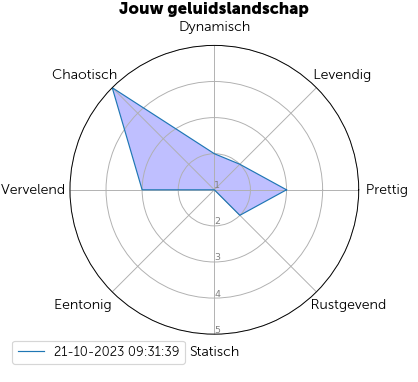 Jouw geluidslandschap
Dynamisch
Chaotisch
Levendig
Vervelend
Prettig
1
2
3
4
5
Eentonig
Rustgevend
Statisch
21-10-2023 09:31:39